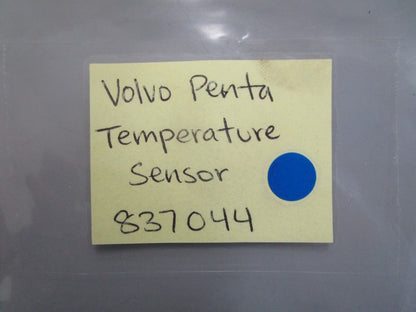 Volvo Penta
Temperature
Sensor
837044